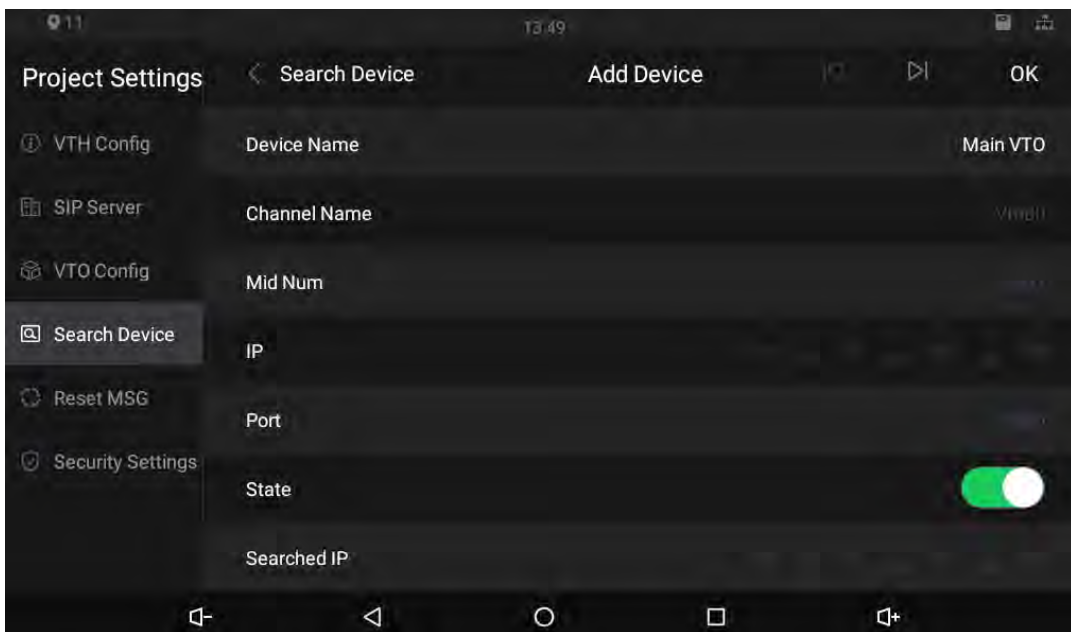 11
13:49
Project Settings
Search Device
Add Device
OK
VTH Config
SIP Server
VTO Config
Search Device
Reset MSG
Security Settings
Device Name
Main VTO
Channel Name
Mid Num
IP
Port
State
Searched IP